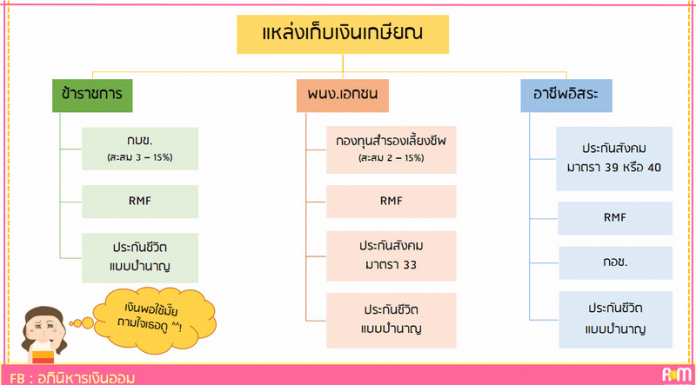 แหล่งเก็บเงินเกษียณ
ข้าราชการ
กบข.
(สะสม 3 – 15%)
RMF
ประกันชีวิต
แบบบำนาญ
พนง.เอกชน
กองทุนสำรองเลี้ยงชีพ
(สะสม 2 – 15%)
RMF
ประกันสังคม
มาตรา 33
ประกันชีวิต
แบบบำนาญ
อาชีพอิสระ
ประกันสังคม
มาตรา 39 หรือ 40
RMF
กอช.
ประกันชีวิต
แบบบำนาญ
เงินพอใช้มั๊ย
ถามใจเธอดู ^^!
FB : อภินิหารเงินออม